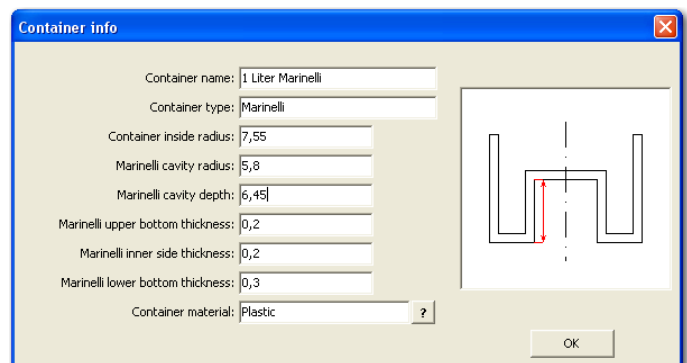 Container info
Container name: 1 Liter Marinelli
Container type: Marinelli
Container inside radius: 7,55
Marinelli cavity radius: 5,8
Marinelli cavity depth: 6,45
Marinelli upper bottom thickness: 0,2
Marinelli inner side thickness: 0,2
Marinelli lower bottom thickness: 0,3
Container material: Plastic ?
OK